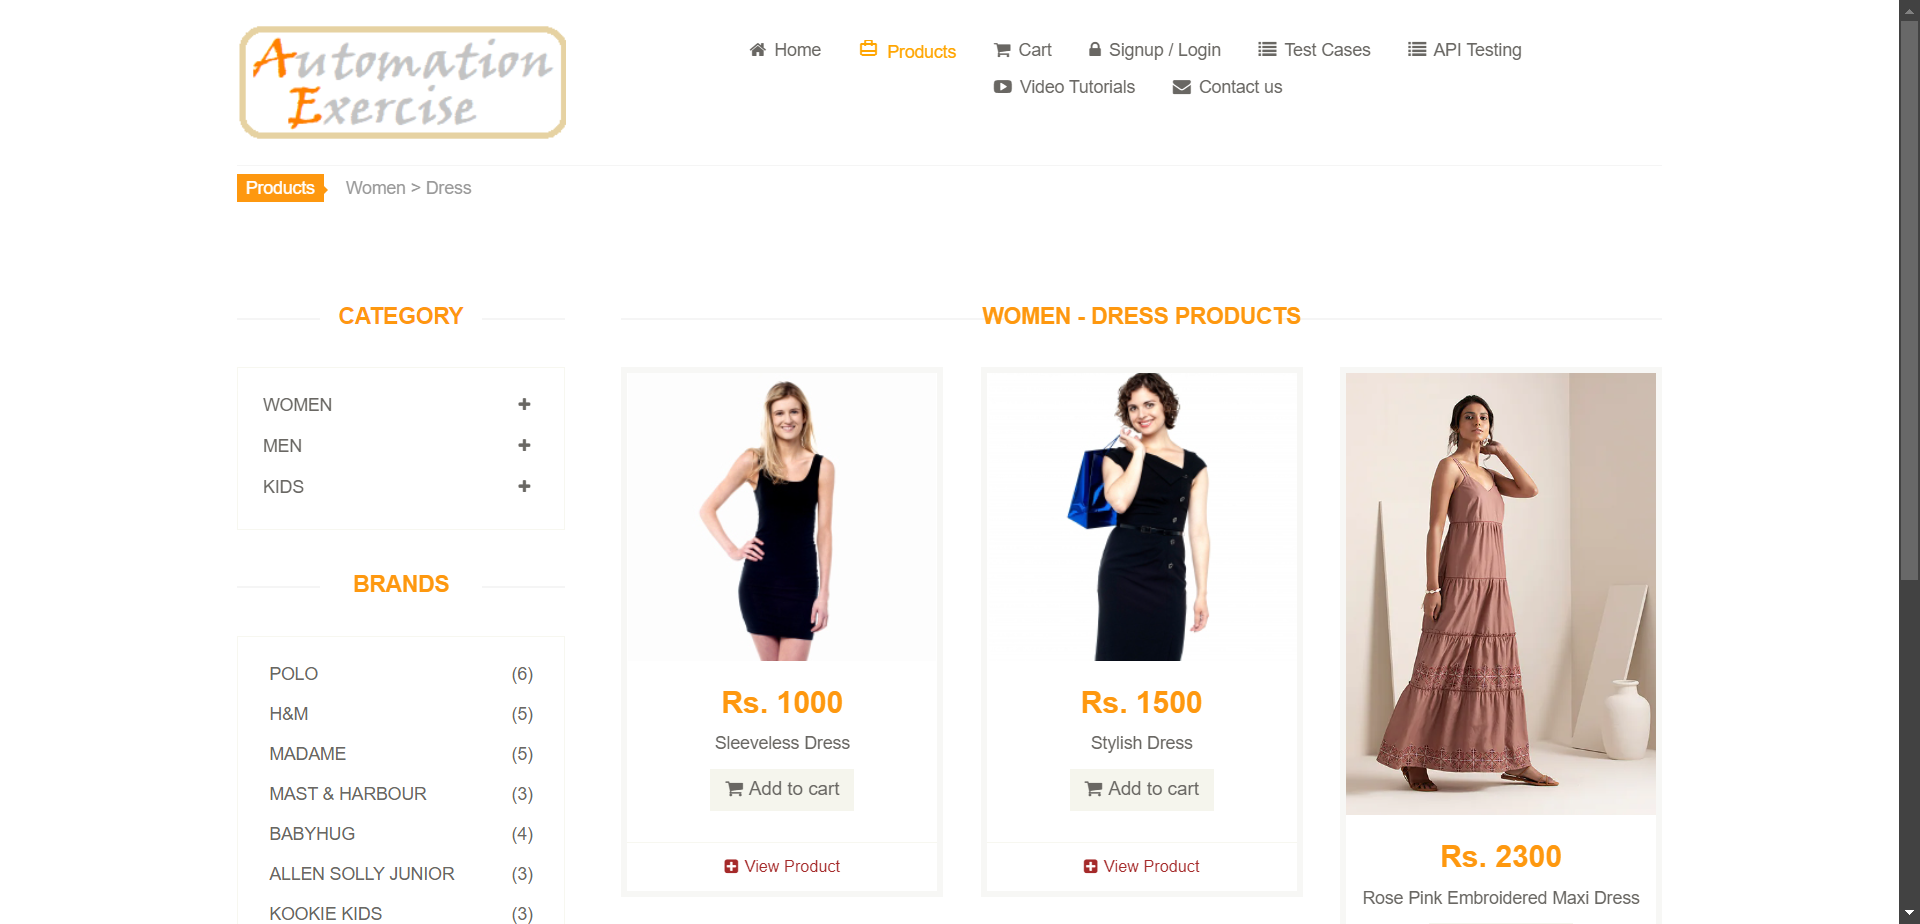 Automation
Exercise
Home
Products
Cart
Signup / Login
Test Cases
API Testing
Video Tutorials
Contact us
Products
Women > Dress
CATEGORY
WOMEN
MEN
KIDS
BRANDS
POLO (6)
H&M (5)
MADAME (5)
MAST & HARBOUR (3)
BABYHUG (4)
ALLEN SOLLY JUNIOR (3)
KOOKIE KIDS (3)
WOMEN - DRESS PRODUCTS
Rs. 1000
Sleeveless Dress
Add to cart
View Product
Rs. 1500
Stylish Dress
Add to cart
View Product
Rs. 2300
Rose Pink Embroidered Maxi Dress